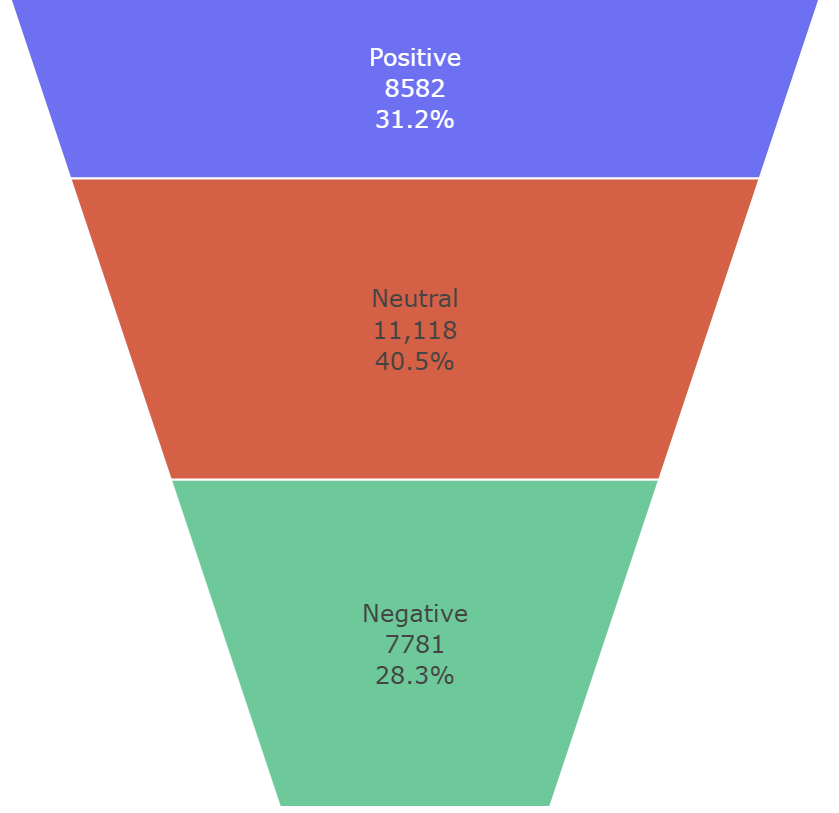 Positive
8582
31.2%
Neutral
11,118
40.5%
Negative
7781
28.3%